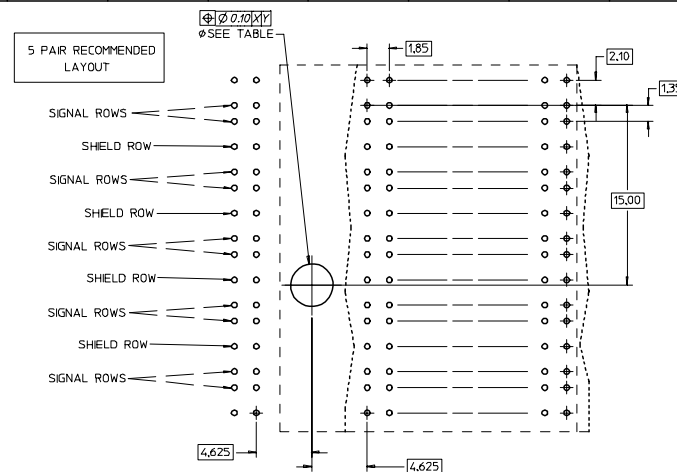 ⌖ ⌀ 0.10 X Y
⌀ SEE TABLE
5 PAIR RECOMMENDED
LAYOUT
1.85
2.10
SIGNAL ROWS
SHIELD ROW
SIGNAL ROWS
SHIELD ROW
15.00
SIGNAL ROWS
SHIELD ROW
SIGNAL ROWS
SHIELD ROW
SIGNAL ROWS
4.625
4.625